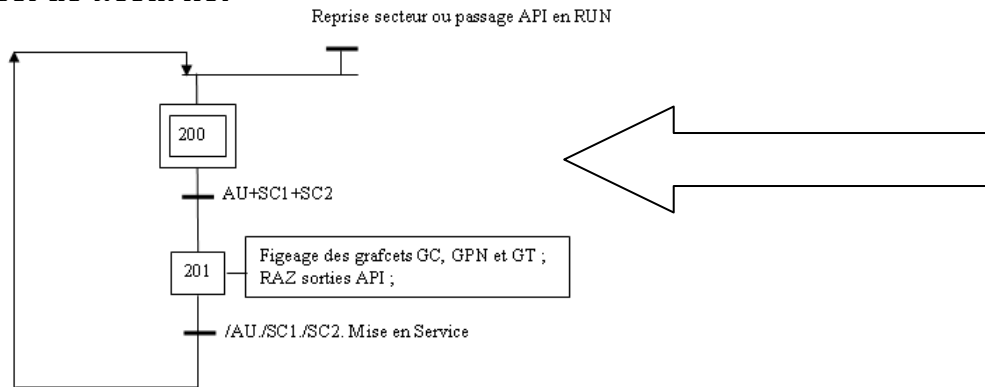 Reprise secteur ou passage API en RUN
200
AU+SC1+SC2
201
Figeage des grafcets GC, GPN et GT ;
RAZ sorties API ;
/AU./SC1./SC2. Mise en Service